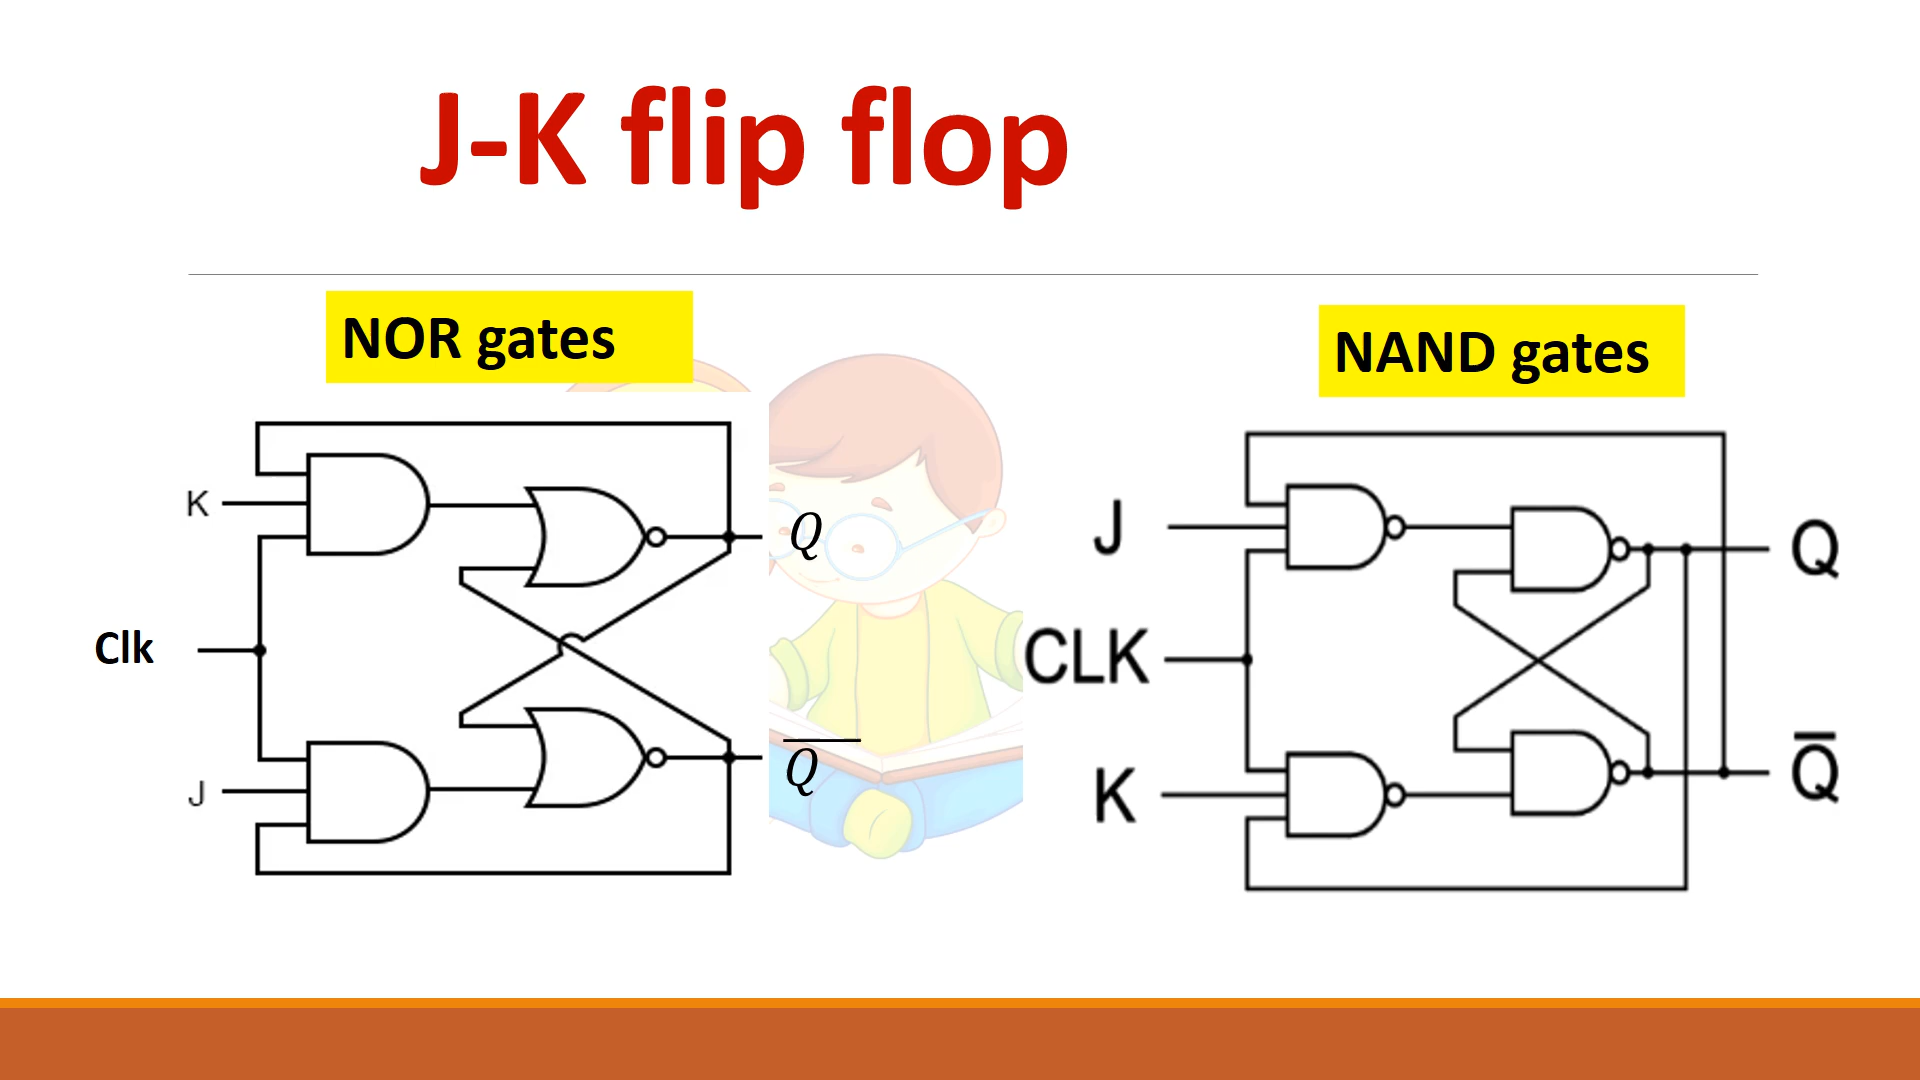 J-K flip flop
NOR gates
K
Clk
J
Q
Q̅
NAND gates
J
CLK
K
Q
Q̅